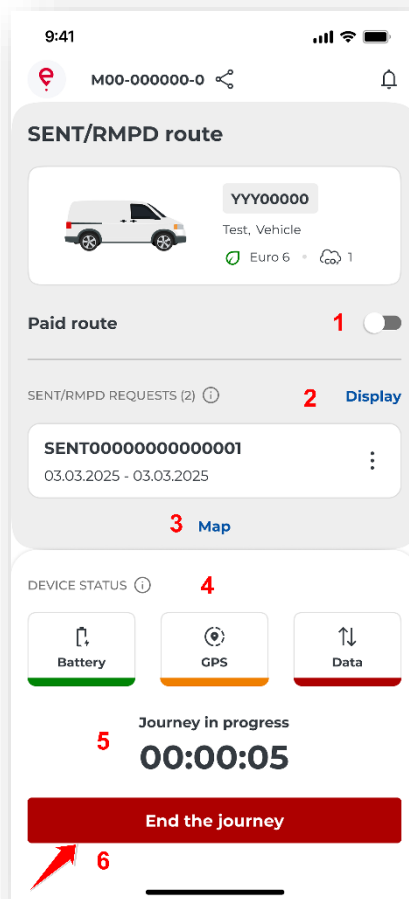 9:41
M00-000000-0
SENT/RMPD route
YYY00000
Test, Vehicle
Euro 6 CO₂ 1
Paid route 1
SENT/RMPD REQUESTS (2) 2 Display
SENT00000000000001
03.03.2025 - 03.03.2025
3 Map
DEVICE STATUS 4
Battery GPS Data
Journey in progress
5 00:00:05
End the journey
6